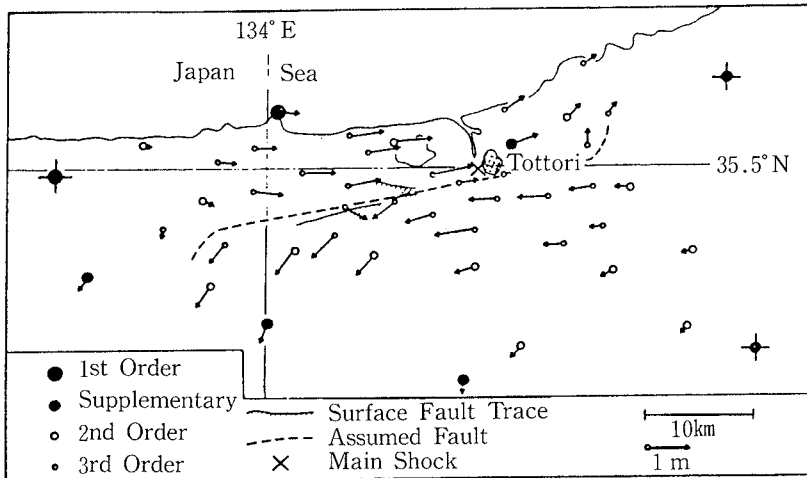 134° E
Japan Sea
Tottori
35.5°N
1st Order
Supplementary
2nd Order
3rd Order
Surface Fault Trace
Assumed Fault
Main Shock
10km
1 m